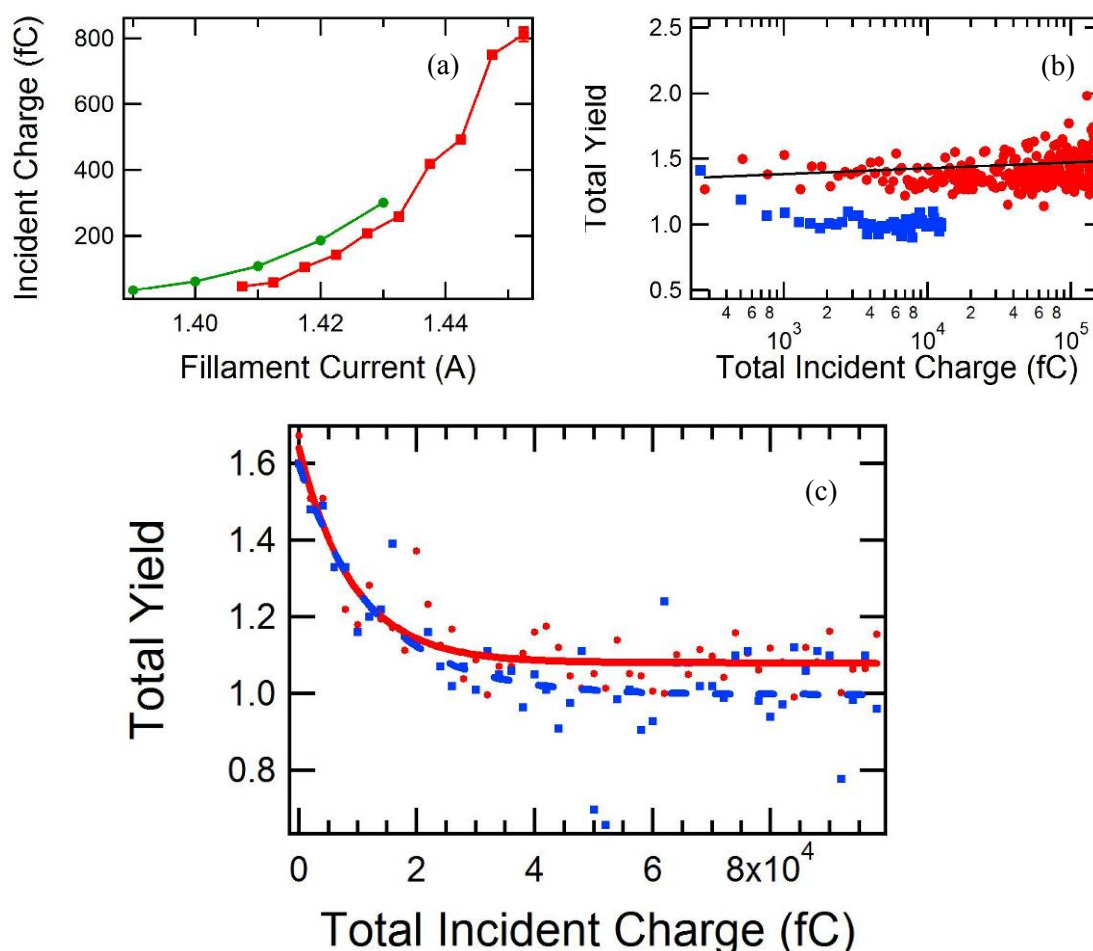 Incident Charge (fC)
800
600
400
200
1.40
1.42
1.44
Fillament Current (A)
(a)
Total Yield
2.5
2.0
1.5
1.0
0.5
4 6 8 2 4 6 8 2 4 6 8
10³ 10⁴ 10⁵
Total Incident Charge (fC)
(b)
Total Yield
1.6
1.4
1.2
1.0
0.8
0 2 4 6 8x10⁴
Total Incident Charge (fC)
(c)